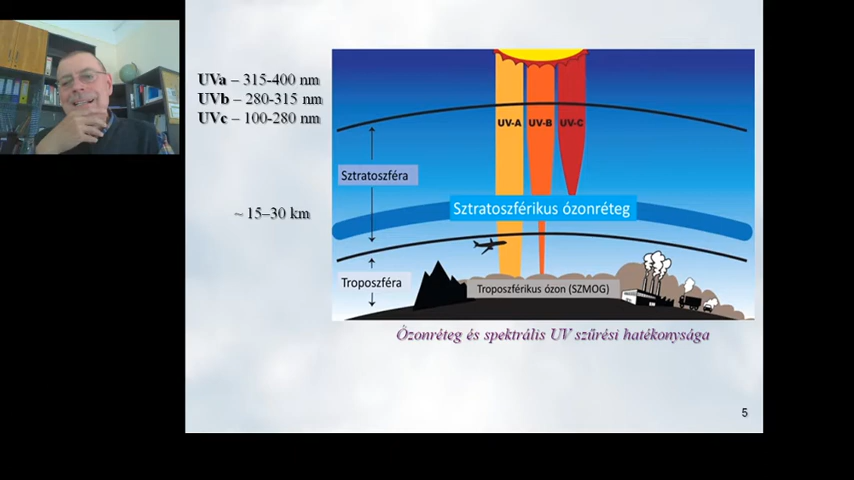 UVa – 315-400 nm
UVb – 280-315 nm
UVc – 100-280 nm
UV-A
UV-B
UV-C
Sztratoszféra
Sztratoszférikus ózonréteg
~ 15–30 km
Troposzféra
Troposzférikus ózon (SZMOG)
Ózonréteg és spektrális UV szűrési hatékonysága
5